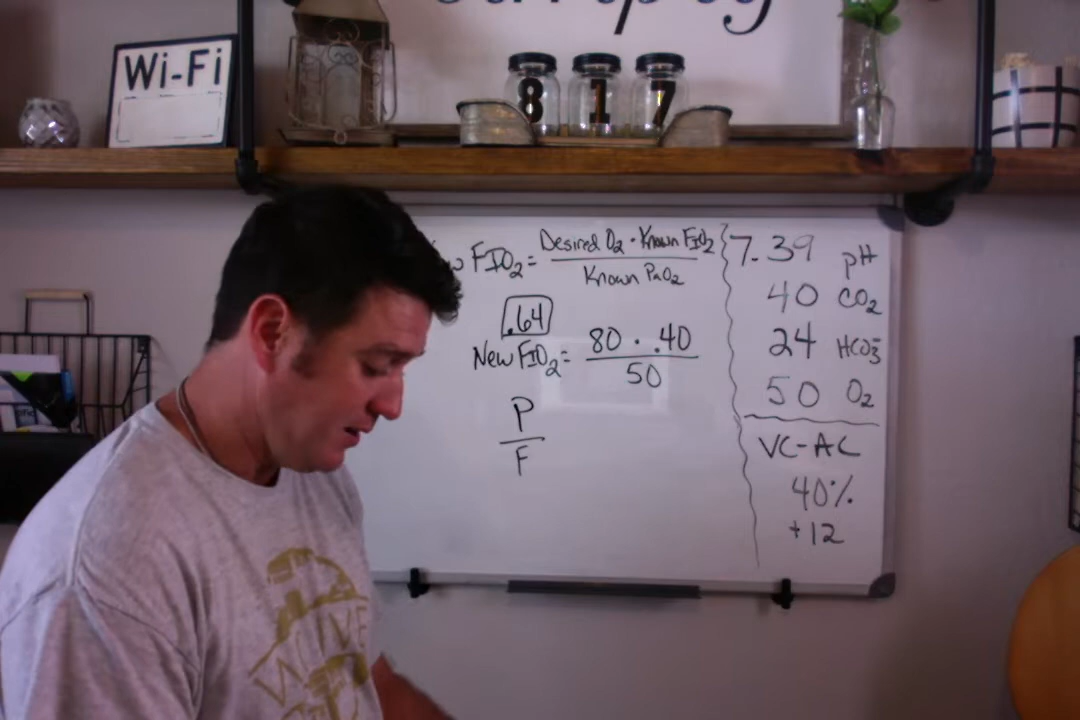 Wi-Fi
8 1 7
FIO₂ = Desired O₂ · Known FIO₂
Known PaO₂
.64
New FIO₂ = 80 · .40
50
P
F
7.39 pH
40 CO₂
24 HCO₃⁻
50 O₂
VC-AC
40%
+12